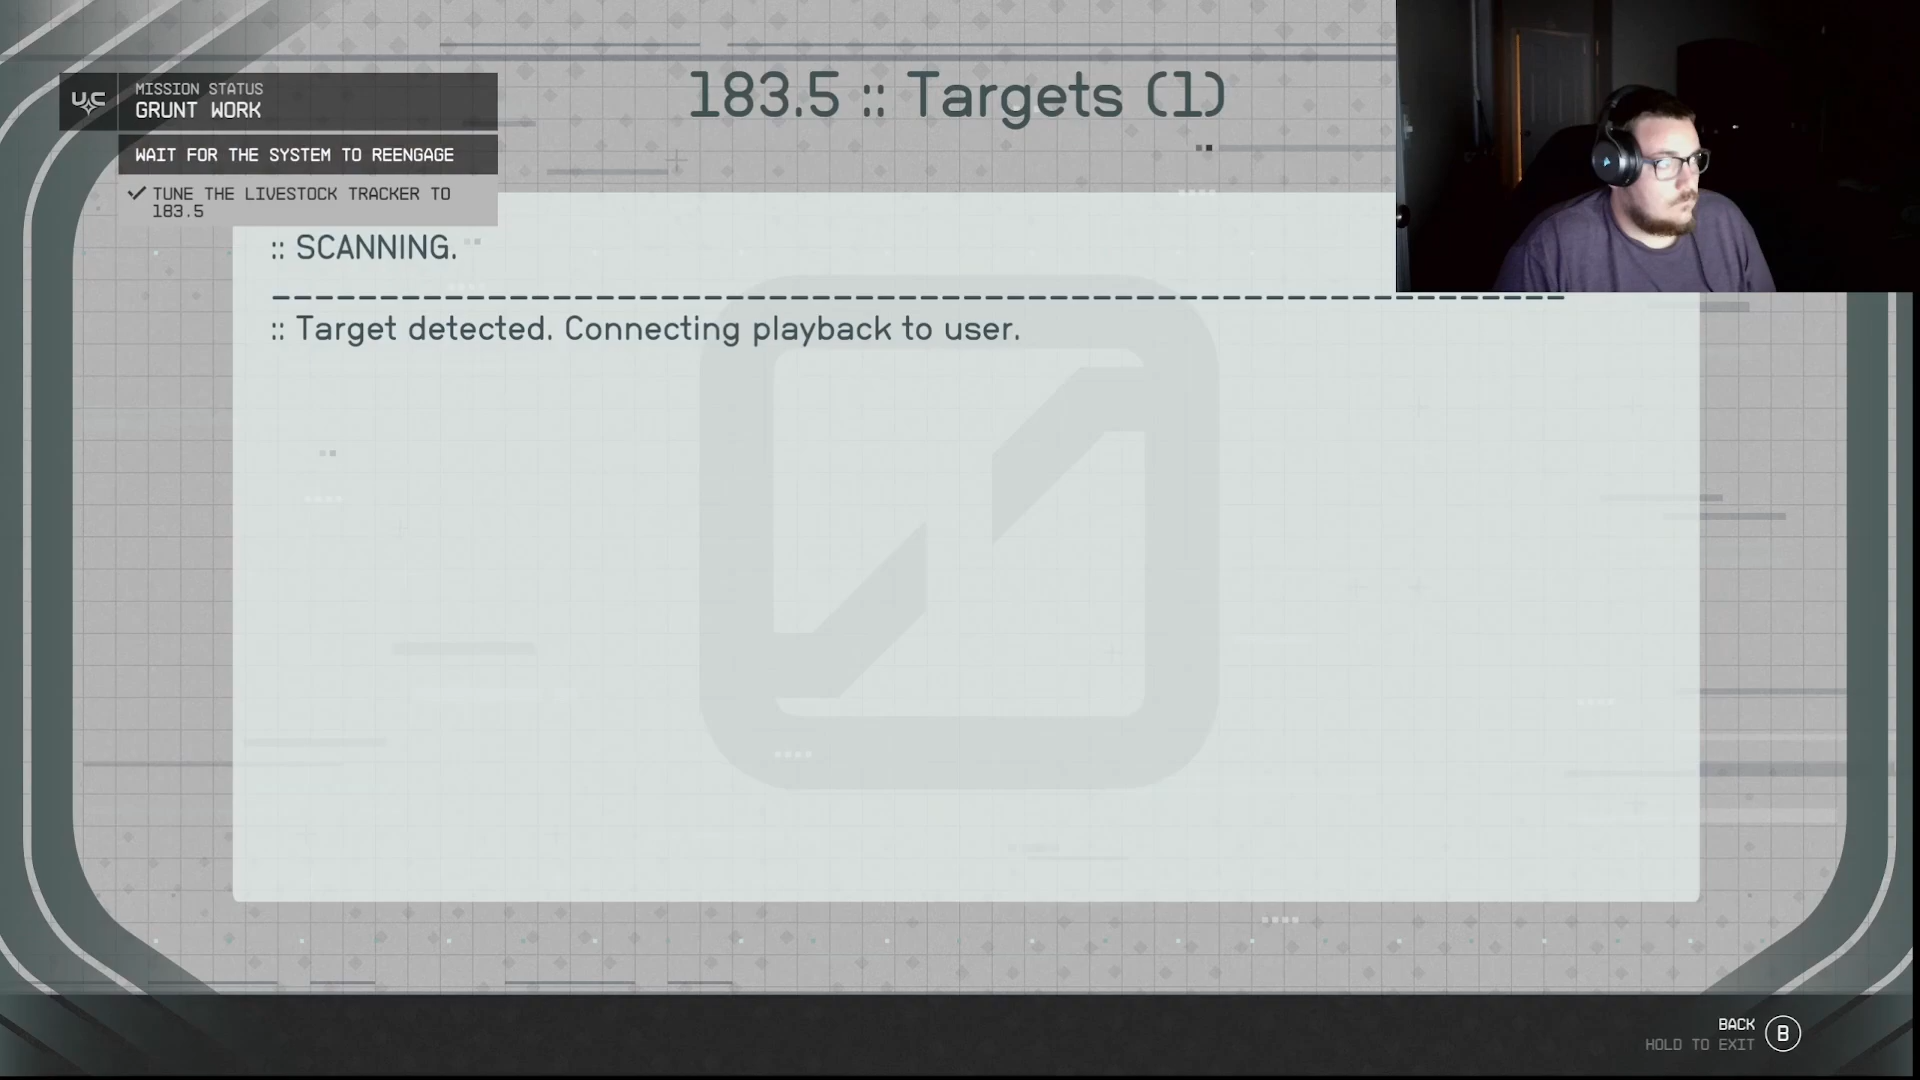 183.5 :: Targets (1)
UC
MISSION STATUS
GRUNT WORK
WAIT FOR THE SYSTEM TO REENGAGE
✓ TUNE THE LIVESTOCK TRACKER TO
183.5
:: SCANNING.
:: Target detected. Connecting playback to user.
BACK
HOLD TO EXIT
B